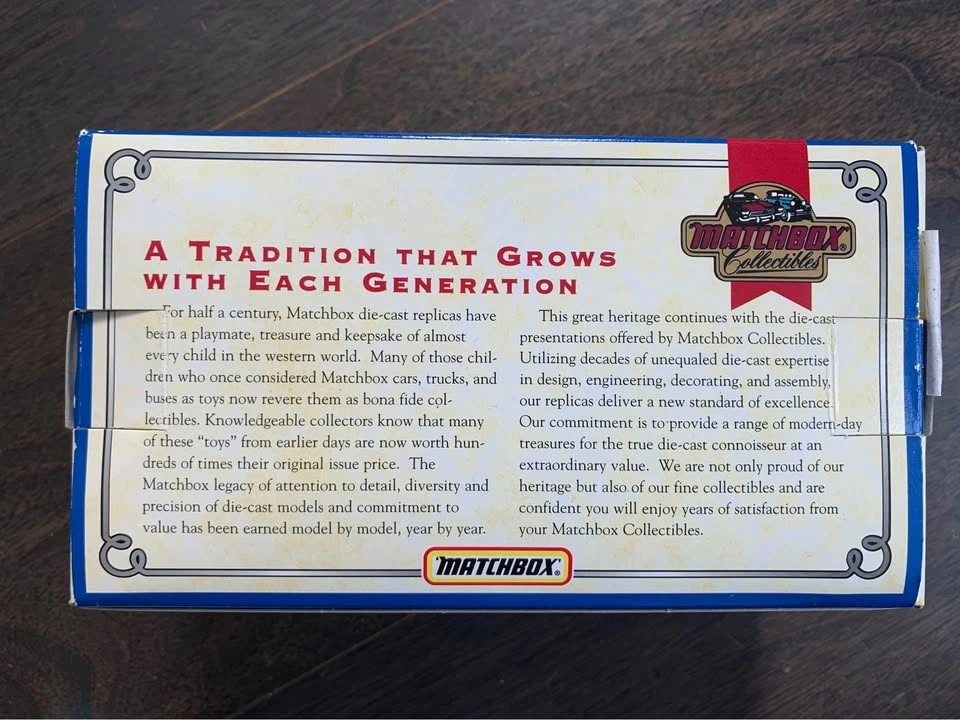 MATCHBOX®
Collectibles
A TRADITION THAT GROWS
WITH EACH GENERATION
For half a century, Matchbox die-cast replicas have
been a playmate, treasure and keepsake of almost
every child in the western world. Many of those chil-
dren who once considered Matchbox cars, trucks, and
buses as toys now revere them as bona fide col-
lectibles. Knowledgeable collectors know that many
of these “toys” from earlier days are now worth hun-
dreds of times their original issue price. The
Matchbox legacy of attention to detail, diversity and
precision of die-cast models and commitment to
value has been earned model by model, year by year.
This great heritage continues with the die-cast
presentations offered by Matchbox Collectibles.
Utilizing decades of unequaled die-cast expertise
in design, engineering, decorating, and assembly,
our replicas deliver a new standard of excellence.
Our commitment is to provide a range of modern-day
treasures for the true die-cast connoisseur at an
extraordinary value. We are not only proud of our
heritage but also of our fine collectibles and are
confident you will enjoy years of satisfaction from
your Matchbox Collectibles.
MATCHBOX®